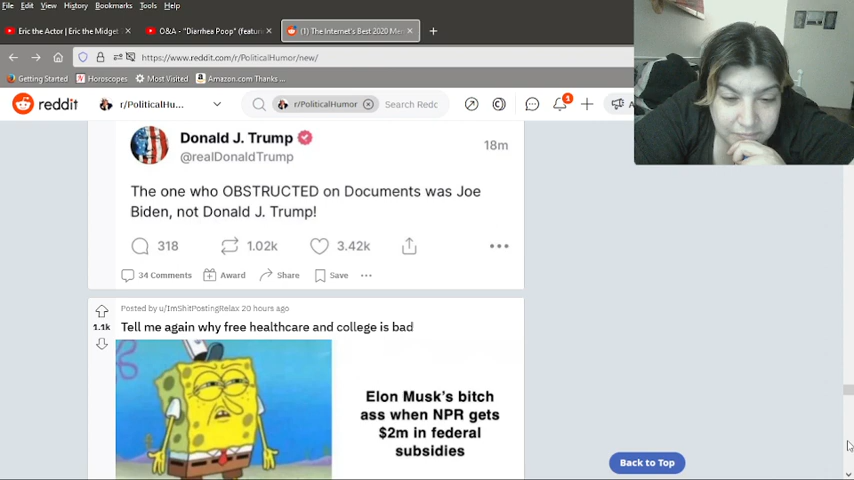 File Edit View History Bookmarks Tools Help
Eric the Actor | Eric the Midget
O&A - "Diarrhea Poop" (featur
(1) The Internet's Best 2020 Me
https://www.reddit.com/r/PoliticalHumor/new/
Getting Started Horoscopes Most Visited Amazon.com Thanks ...
reddit r/PoliticalHu... r/PoliticalHumor Search Redc 1 A
Donald J. Trump
@realDonaldTrump
18m
The one who OBSTRUCTED on Documents was Joe
Biden, not Donald J. Trump!
318 1.02k 3.42k
34 Comments Award Share Save
Posted by u/ImShitPostingRelax 20 hours ago
1.1k
Tell me again why free healthcare and college is bad
Elon Musk's bitch
ass when NPR gets
$2m in federal
subsidies
Back to Top